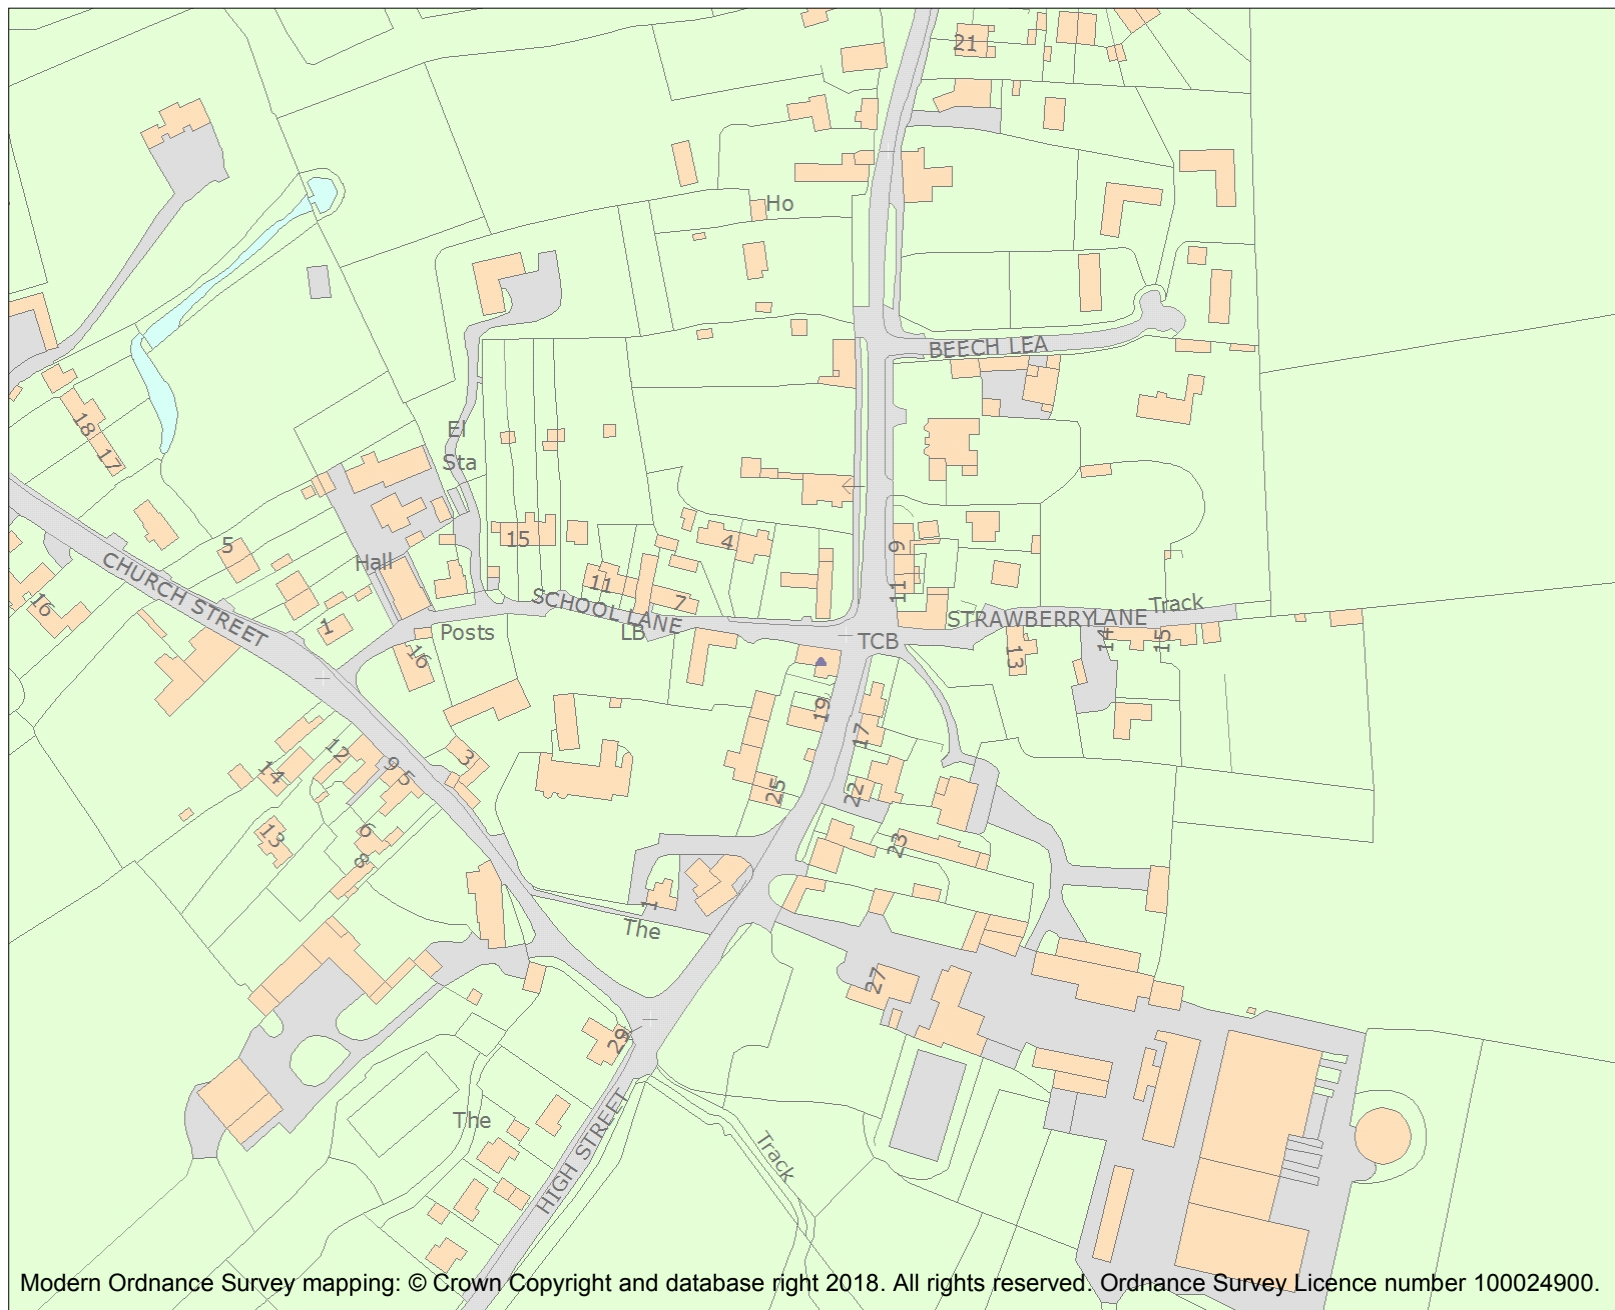 21
Ho
BEECH LEA
18
17
El
Sta
15
4
5
Hall
9
11
11
7
CHURCH STREET
16
1
SCHOOL LANE
LB
Posts
16
TCB
STRAWBERRY LANE
Track
13
14
15
19
17
12
14
9
5
3
25
22
13
6
8
23
1
The
27
29
The
HIGH STREET
Track
Modern Ordnance Survey mapping: © Crown Copyright and database right 2018. All rights reserved. Ordnance Survey Licence number 100024900.